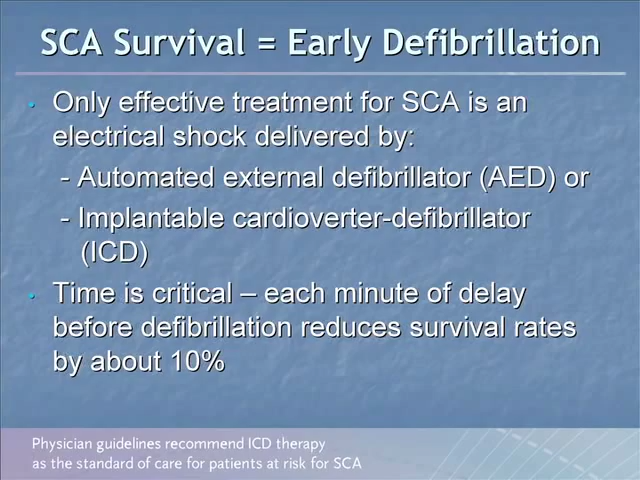 SCA Survival = Early Defibrillation
• Only effective treatment for SCA is an
electrical shock delivered by:
- Automated external defibrillator (AED) or
- Implantable cardioverter-defibrillator
(ICD)
• Time is critical – each minute of delay
before defibrillation reduces survival rates
by about 10%
Physician guidelines recommend ICD therapy
as the standard of care for patients at risk for SCA